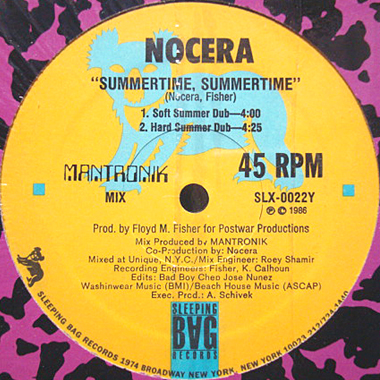 NOCERA
"SUMMERTIME, SUMMERTIME"
(Nocera, Fisher)
1. Soft Summer Dub—4:00
2. Hard Summer Dub—4:25
MANTRONIK
MIX
45 RPM
SLX-0022Y
℗ © 1986
Prod. by Floyd M. Fisher for Postwar Productions
Mix Produced by MANTRONIK
Co-Production by: Nocera
Mixed at Unique, N.Y.C./Mix Engineer: Roey Shamir
Recording Engineers: Fisher, K. Calhoun
Edits: Bad Boy Cheo Jose Nunez
Washinwear Music (BMI)/Beach House Music (ASCAP)
Exec. Prod.: A. Schivek
SLEEPING
BAG
RECORDS
SLEEPING BAG RECORDS 1974 BROADWAY NEW YORK, NEW YORK 10023 212/724-1440